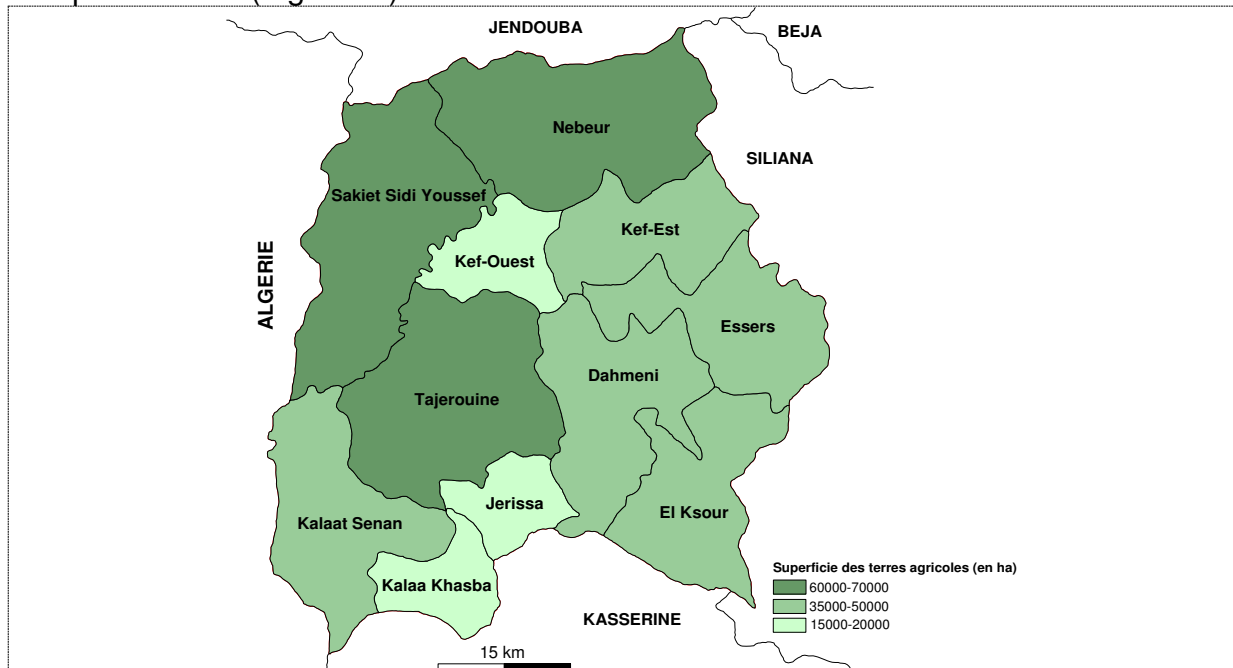 JENDOUBA
BEJA
Nebeur
SILIANA
Sakiet Sidi Youssef
Kef-Est
Kef-Ouest
ALGERIE
Essers
Dahmeni
Tajerouine
Jerissa
El Ksour
Kalaat Senan
Kalaa Khasba
Superficie des terres agricoles (en ha)
60000-70000
35000-50000
15000-20000
KASSERINE
15 km